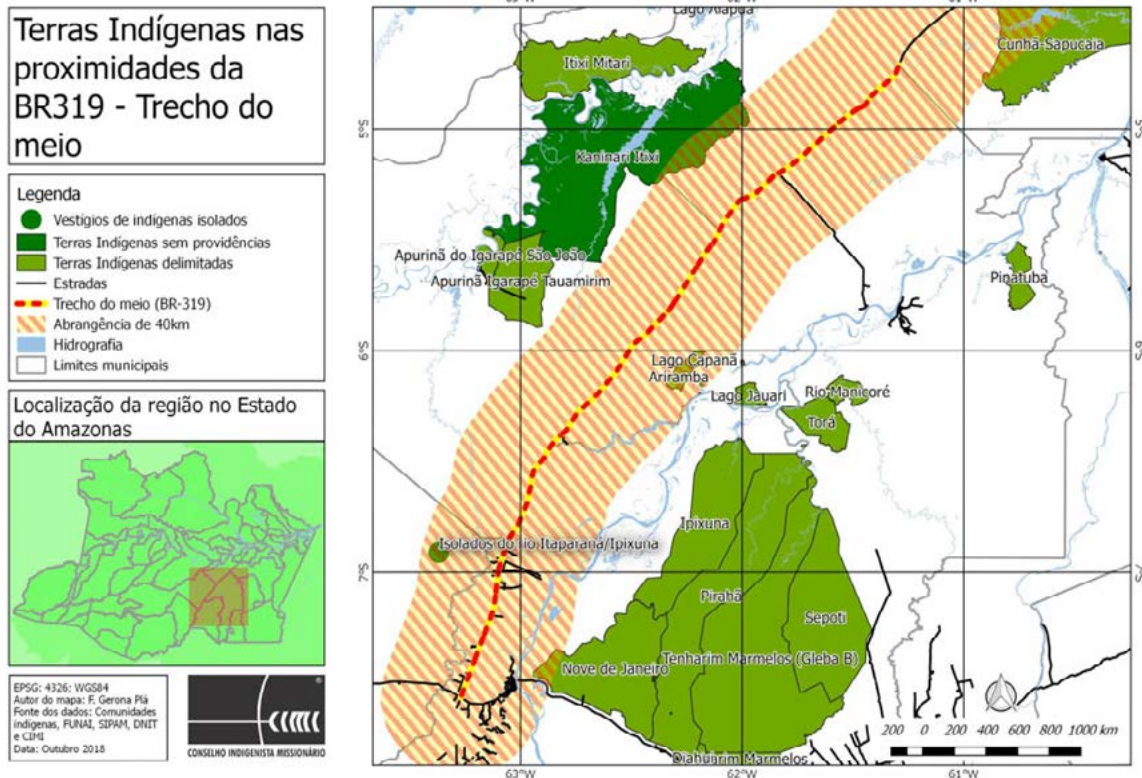 Terras Indígenas nas
proximidades da
BR319 - Trecho do
meio
Legenda
Vestígios de indígenas isolados
Terras Indígenas sem providências
Terras Indígenas delimitadas
Estradas
Trecho do meio (BR-319)
Abrangência de 40km
Hidrografia
Limites municipais
Localização da região no Estado
do Amazonas
EPSG: 4326: WGS84
Autor do mapa: F. Gerona Plá
Fonte dos dados: Comunidades
indígenas, FUNAI, SIPAM, DNIT
e CIMI
Data: Outubro 2018
CIMI
CONSELHO INDIGENISTA MISSIONÁRIO
Lago
Cunhã-Sapucaia
Itixi Mitari
5°S
Kaninari Itixi
Apurinã do Igarapé São João
Apurinã Igarapé Tauamirim
Pinatuba
6°S
Lago Capanã
Ariramba
Lago Jauari
Rio Manicoré
Torá
Ipixuna
Isolados do rio Itaparaná/Ipixuna
7°S
Pirahã
Sepoti
Nove de Janeiro
Tenharim Marmelos (Gleba B)
200 0 200 400 600 800 1000 km
Diahuirim Marmelos
63°W 62°W 61°W